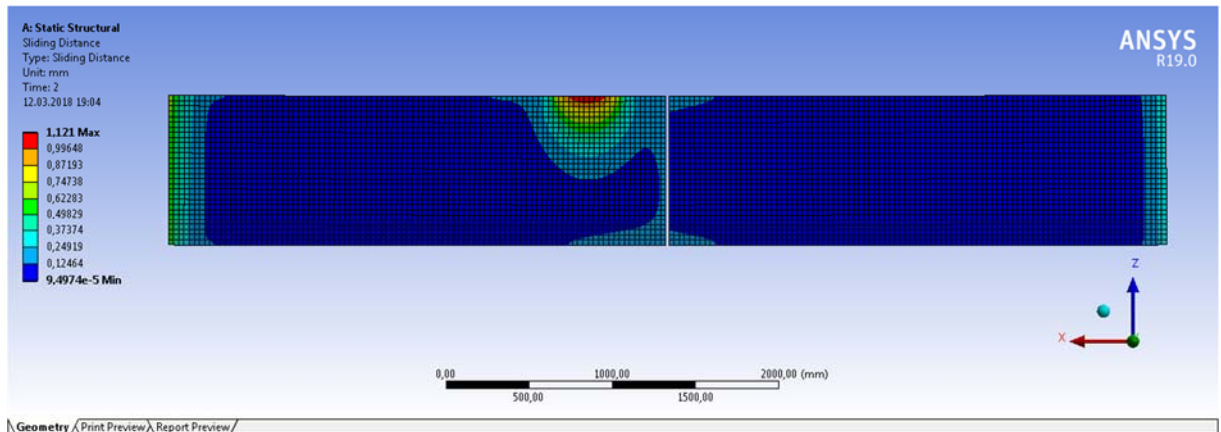 A: Static Structural
Sliding Distance
Type: Sliding Distance
Unit: mm
Time: 2
12.03.2018 19:04
1,121 Max
0,99648
0,87193
0,74738
0,62283
0,49829
0,37374
0,24919
0,12464
9,4974e-5 Min
ANSYS
R19.0
Z
X
0,00 1000,00 2000,00 (mm)
500,00 1500,00
Geometry Print Preview Report Preview